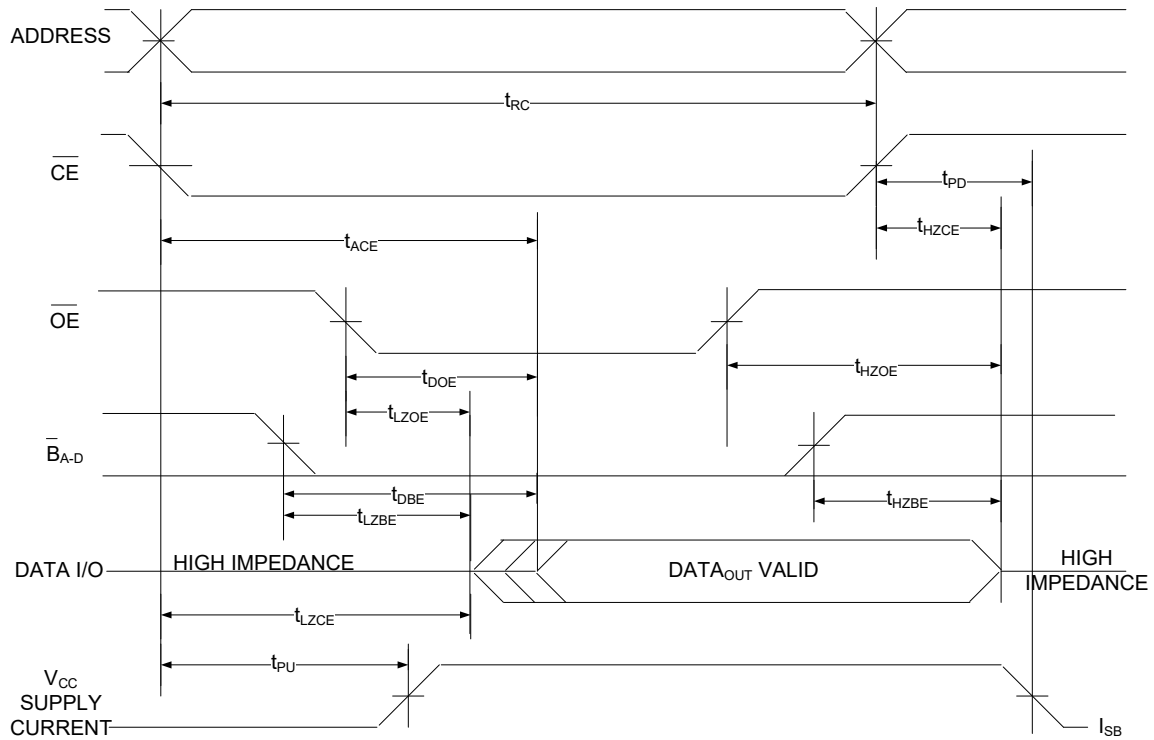 ADDRESS
tRC
CE
tPD
tHZCE
tACE
OE
tHZOE
tDOE
tLZOE
BA-D
tDBE
tHZBE
tLZBE
DATA I/O
HIGH IMPEDANCE
DATAOUT VALID
HIGH
IMPEDANCE
tLZCE
tPU
VCC
SUPPLY
CURRENT
ISB